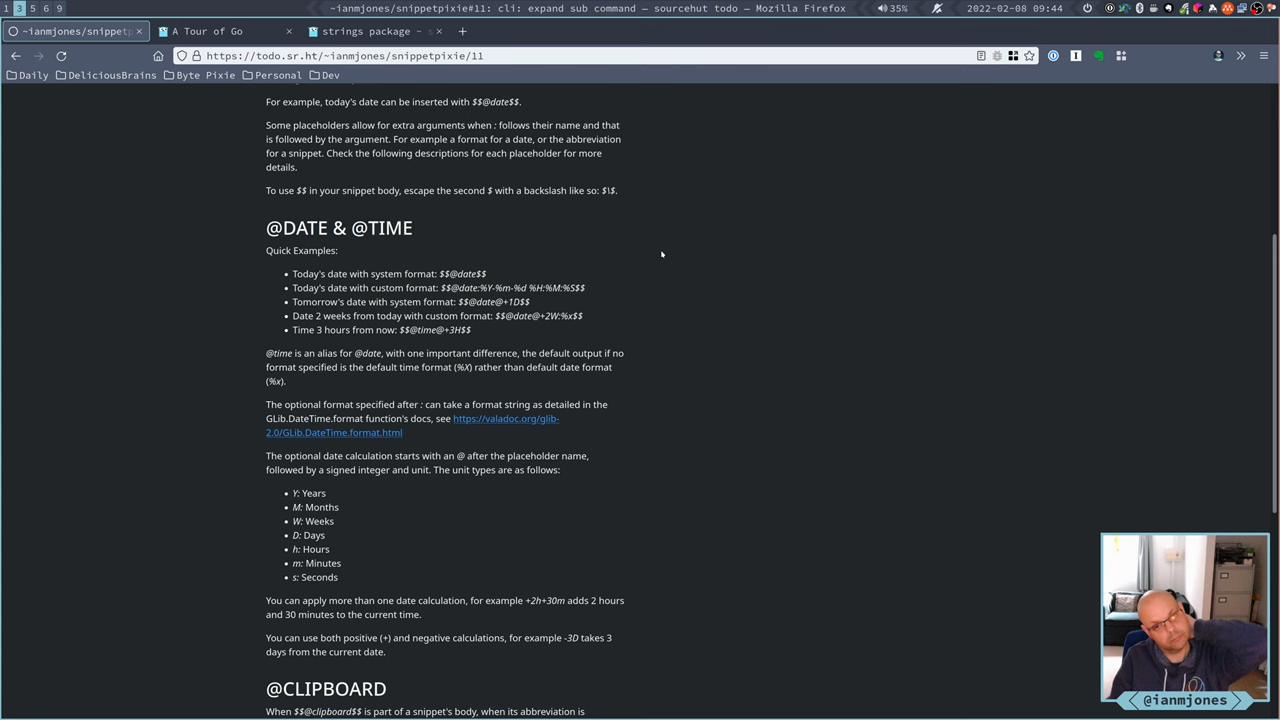 1 3 5 6 9
~ianmjones/snippetpixie#11: cli: expand sub command — sourcehut todo — Mozilla Firefox
35%
2022-02-08 09:44
~ianmjones/snippetp
A Tour of Go
strings package - s
https://todo.sr.ht/~ianmjones/snippetpixie/11
Daily DeliciousBrains Byte Pixie Personal Dev
For example, today's date can be inserted with $$@date$$.
Some placeholders allow for extra arguments when : follows their name and that
is followed by the argument. For example a format for a date, or the abbreviation
for a snippet. Check the following descriptions for each placeholder for more
details.
To use $$ in your snippet body, escape the second $ with a backslash like so: $\$.
@DATE & @TIME
Quick Examples:
• Today's date with system format: $$@date$$
• Today's date with custom format: $$@date:%Y-%m-%d %H:%M:%S$$
• Tomorrow's date with system format: $$@date@+1D$$
• Date 2 weeks from today with custom format: $$@date@+2W:%x$$
• Time 3 hours from now: $$@time@+3H$$
@time is an alias for @date, with one important difference, the default output if no
format specified is the default time format (%X) rather than default date format
(%x).
The optional format specified after : can take a format string as detailed in the
GLib.DateTime.format function's docs, see https://valadoc.org/glib-
2.0/GLib.DateTime.format.html
The optional date calculation starts with an @ after the placeholder name,
followed by a signed integer and unit. The unit types are as follows:
• Y: Years
• M: Months
• W: Weeks
• D: Days
• h: Hours
• m: Minutes
• s: Seconds
You can apply more than one date calculation, for example +2h+30m adds 2 hours
and 30 minutes to the current time.
You can use both positive (+) and negative calculations, for example -3D takes 3
days from the current date.
@CLIPBOARD
When $$@clipboard$$ is part of a snippet's body, when its abbreviation is
@ianmjones